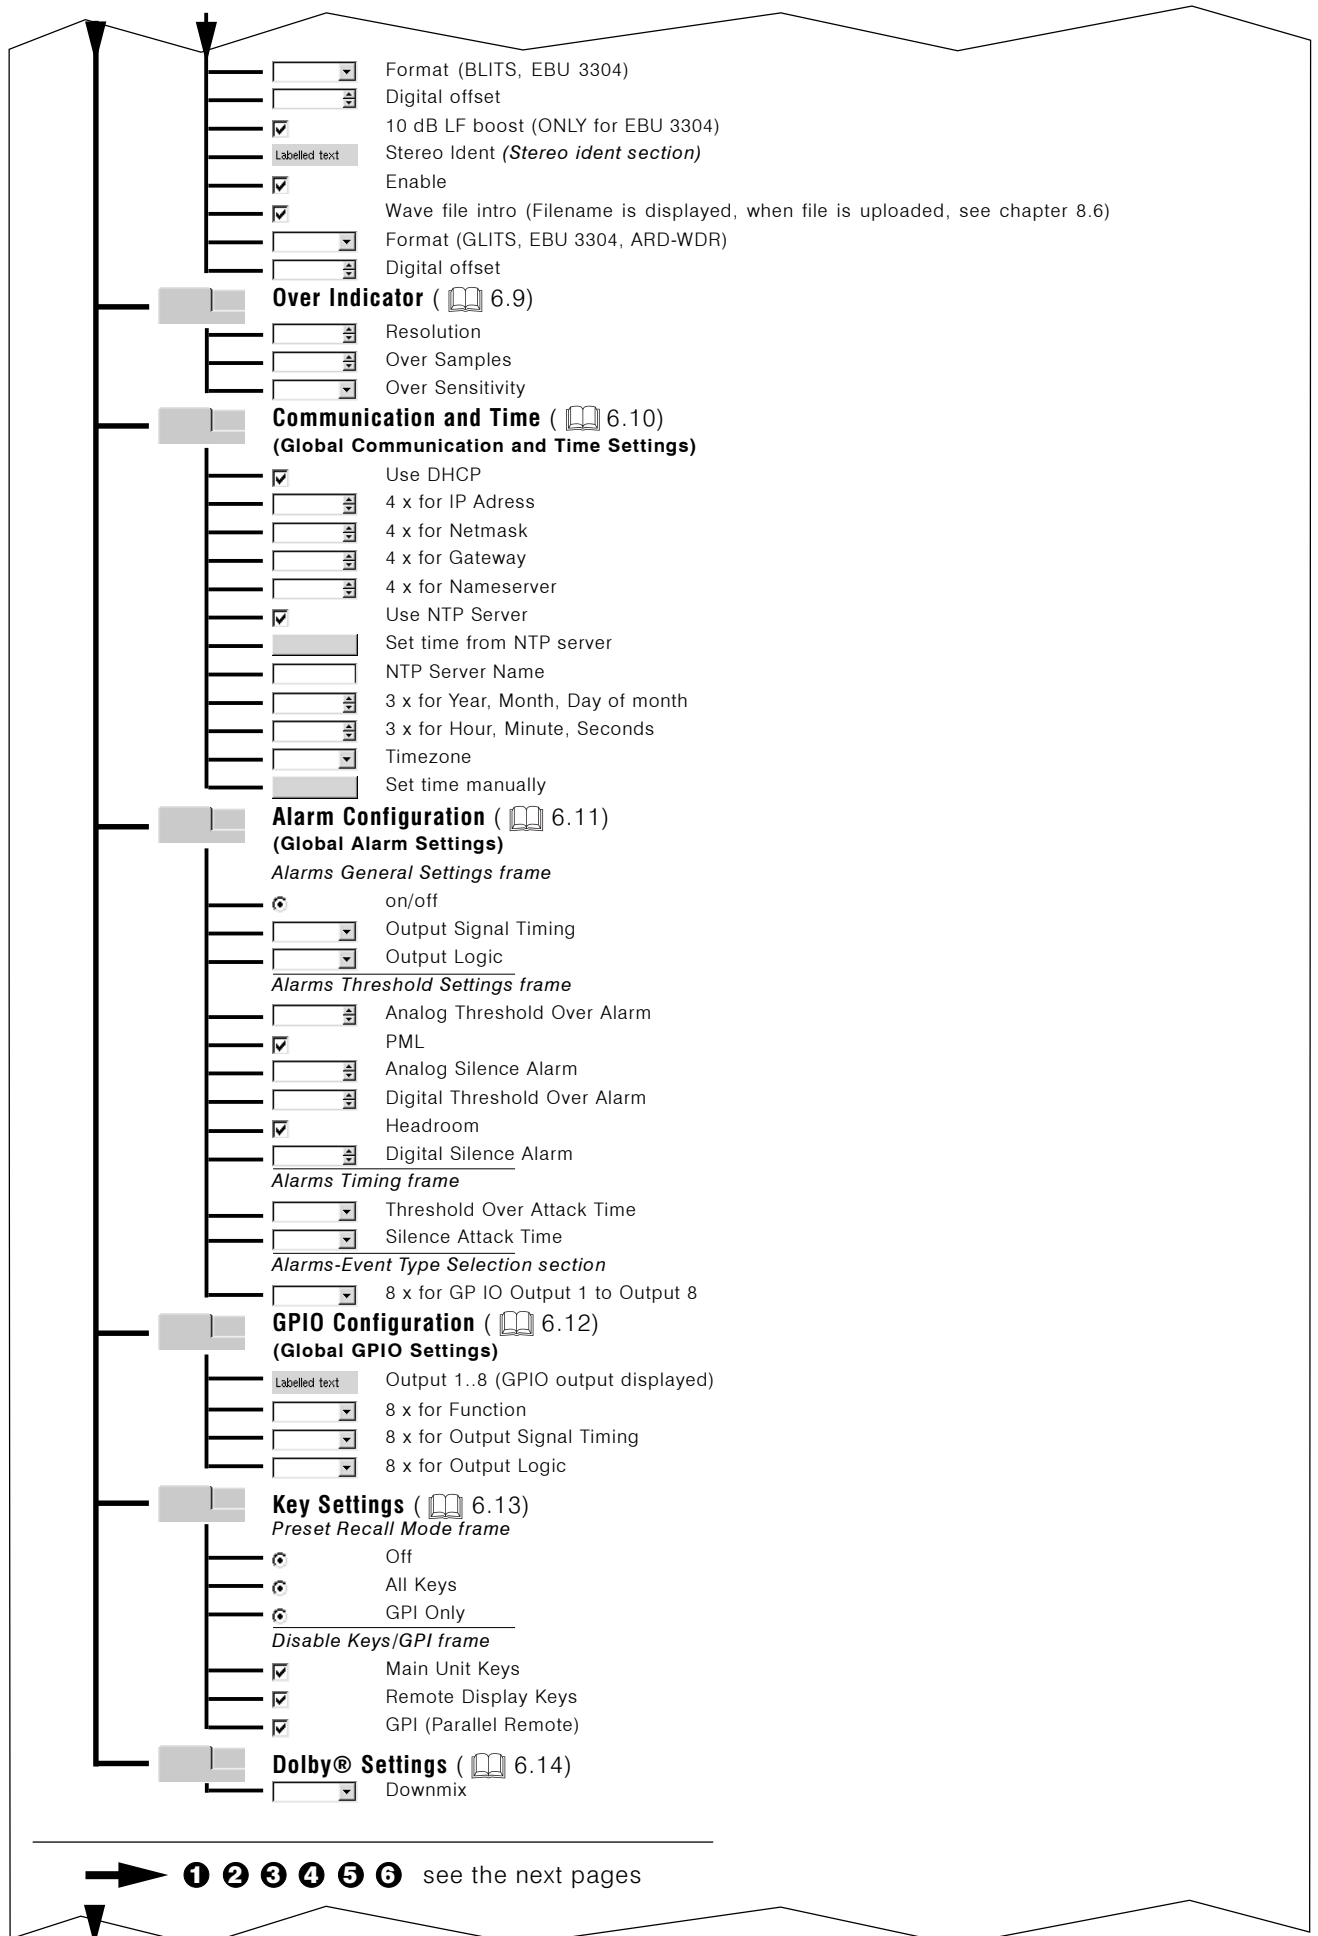 Format (BLITS, EBU 3304)
Digital offset
10 dB LF boost (ONLY for EBU 3304)
Labelled text Stereo Ident (Stereo ident section)
Enable
Wave file intro (Filename is displayed, when file is uploaded, see chapter 8.6)
Format (GLITS, EBU 3304, ARD-WDR)
Digital offset
Over Indicator ( 6.9)
Resolution
Over Samples
Over Sensitivity
Communication and Time ( 6.10)
(Global Communication and Time Settings)
Use DHCP
4 x for IP Adress
4 x for Netmask
4 x for Gateway
4 x for Nameserver
Use NTP Server
Set time from NTP server
NTP Server Name
3 x for Year, Month, Day of month
3 x for Hour, Minute, Seconds
Timezone
Set time manually
Alarm Configuration ( 6.11)
(Global Alarm Settings)
Alarms General Settings frame
on/off
Output Signal Timing
Output Logic
Alarms Threshold Settings frame
Analog Threshold Over Alarm
PML
Analog Silence Alarm
Digital Threshold Over Alarm
Headroom
Digital Silence Alarm
Alarms Timing frame
Threshold Over Attack Time
Silence Attack Time
Alarms-Event Type Selection section
8 x for GP IO Output 1 to Output 8
GPIO Configuration ( 6.12)
(Global GPIO Settings)
Labelled text Output 1..8 (GPIO output displayed)
8 x for Function
8 x for Output Signal Timing
8 x for Output Logic
Key Settings ( 6.13)
Preset Recall Mode frame
Off
All Keys
GPI Only
Disable Keys/GPI frame
Main Unit Keys
Remote Display Keys
GPI (Parallel Remote)
Dolby® Settings ( 6.14)
Downmix
❶ ❷ ❸ ❹ ❺ ❻ see the next pages